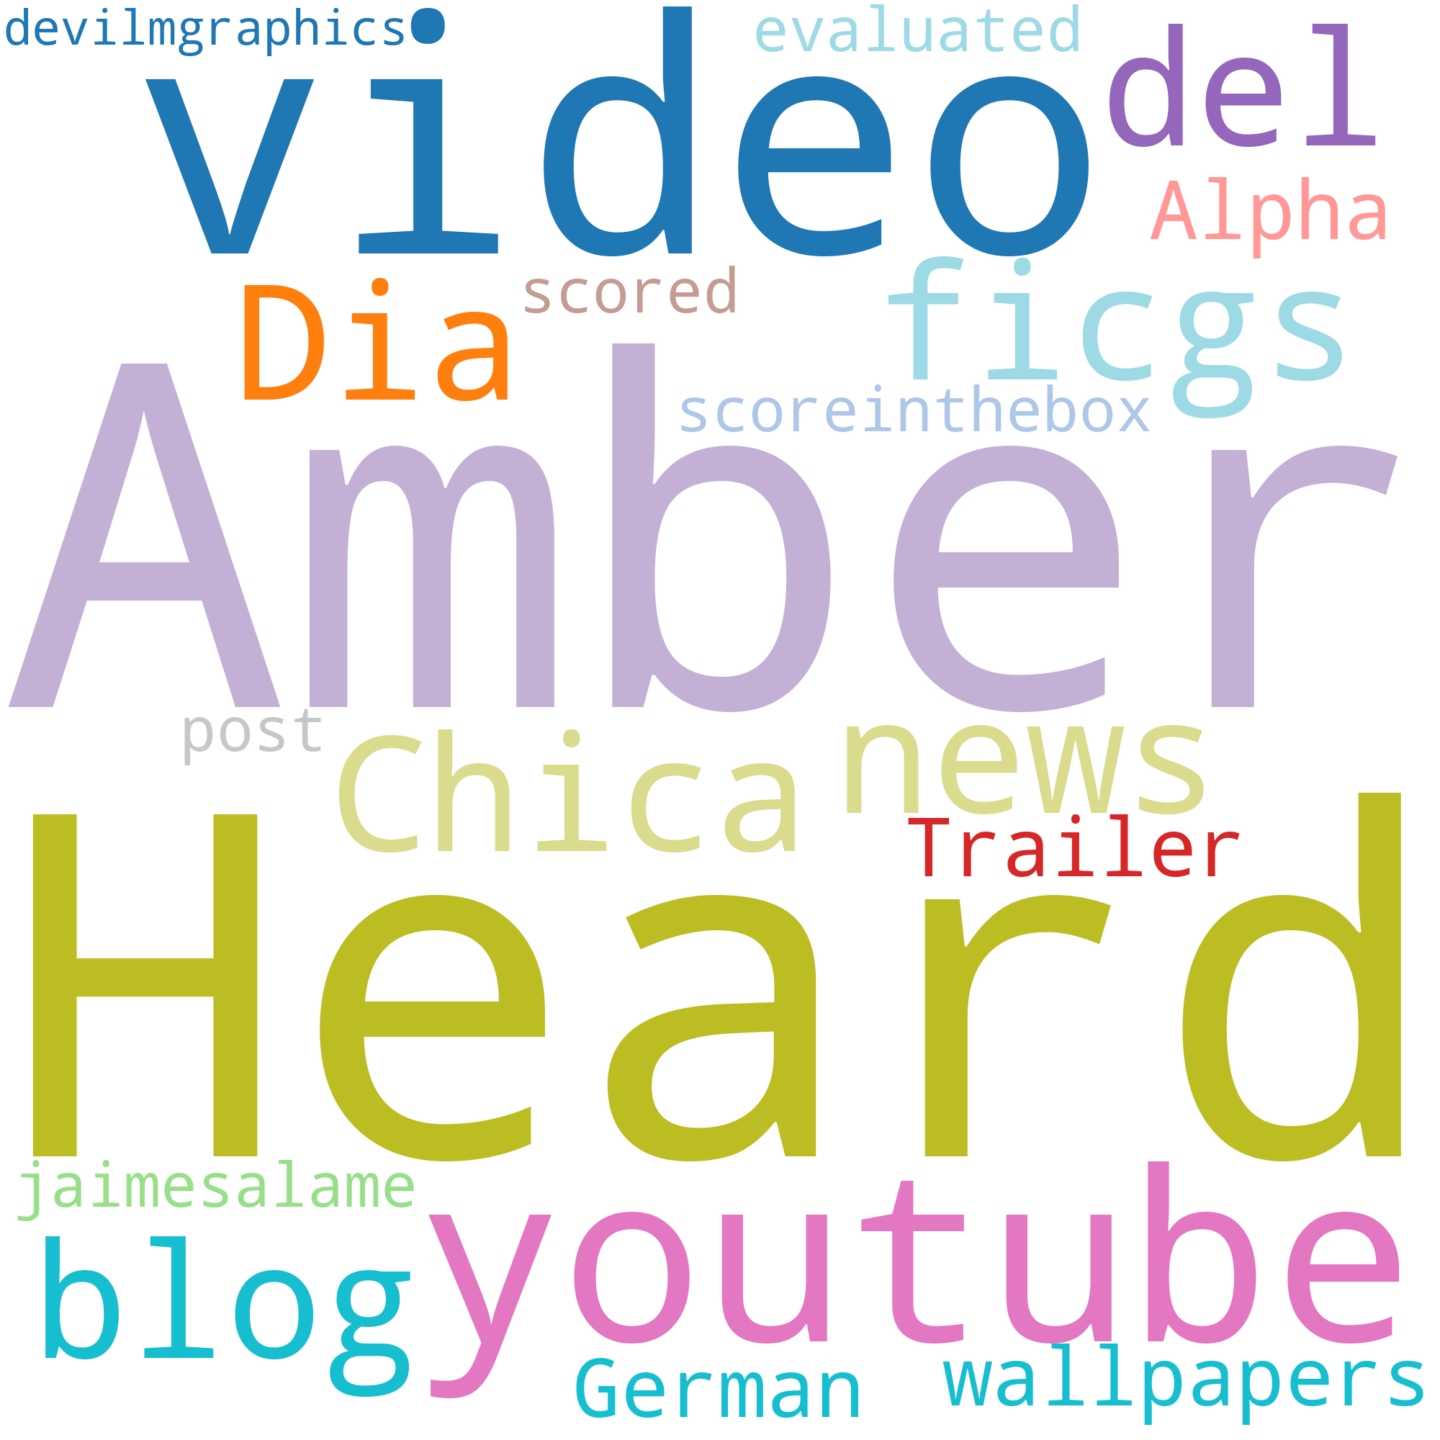 devilmgraphics
video
evaluated
del
Alpha
Dia
scored
ficgs
scoreinthebox
Amber
post
Chica
news
Trailer
Heard
jaimesalame
blog
youtube
German
wallpapers